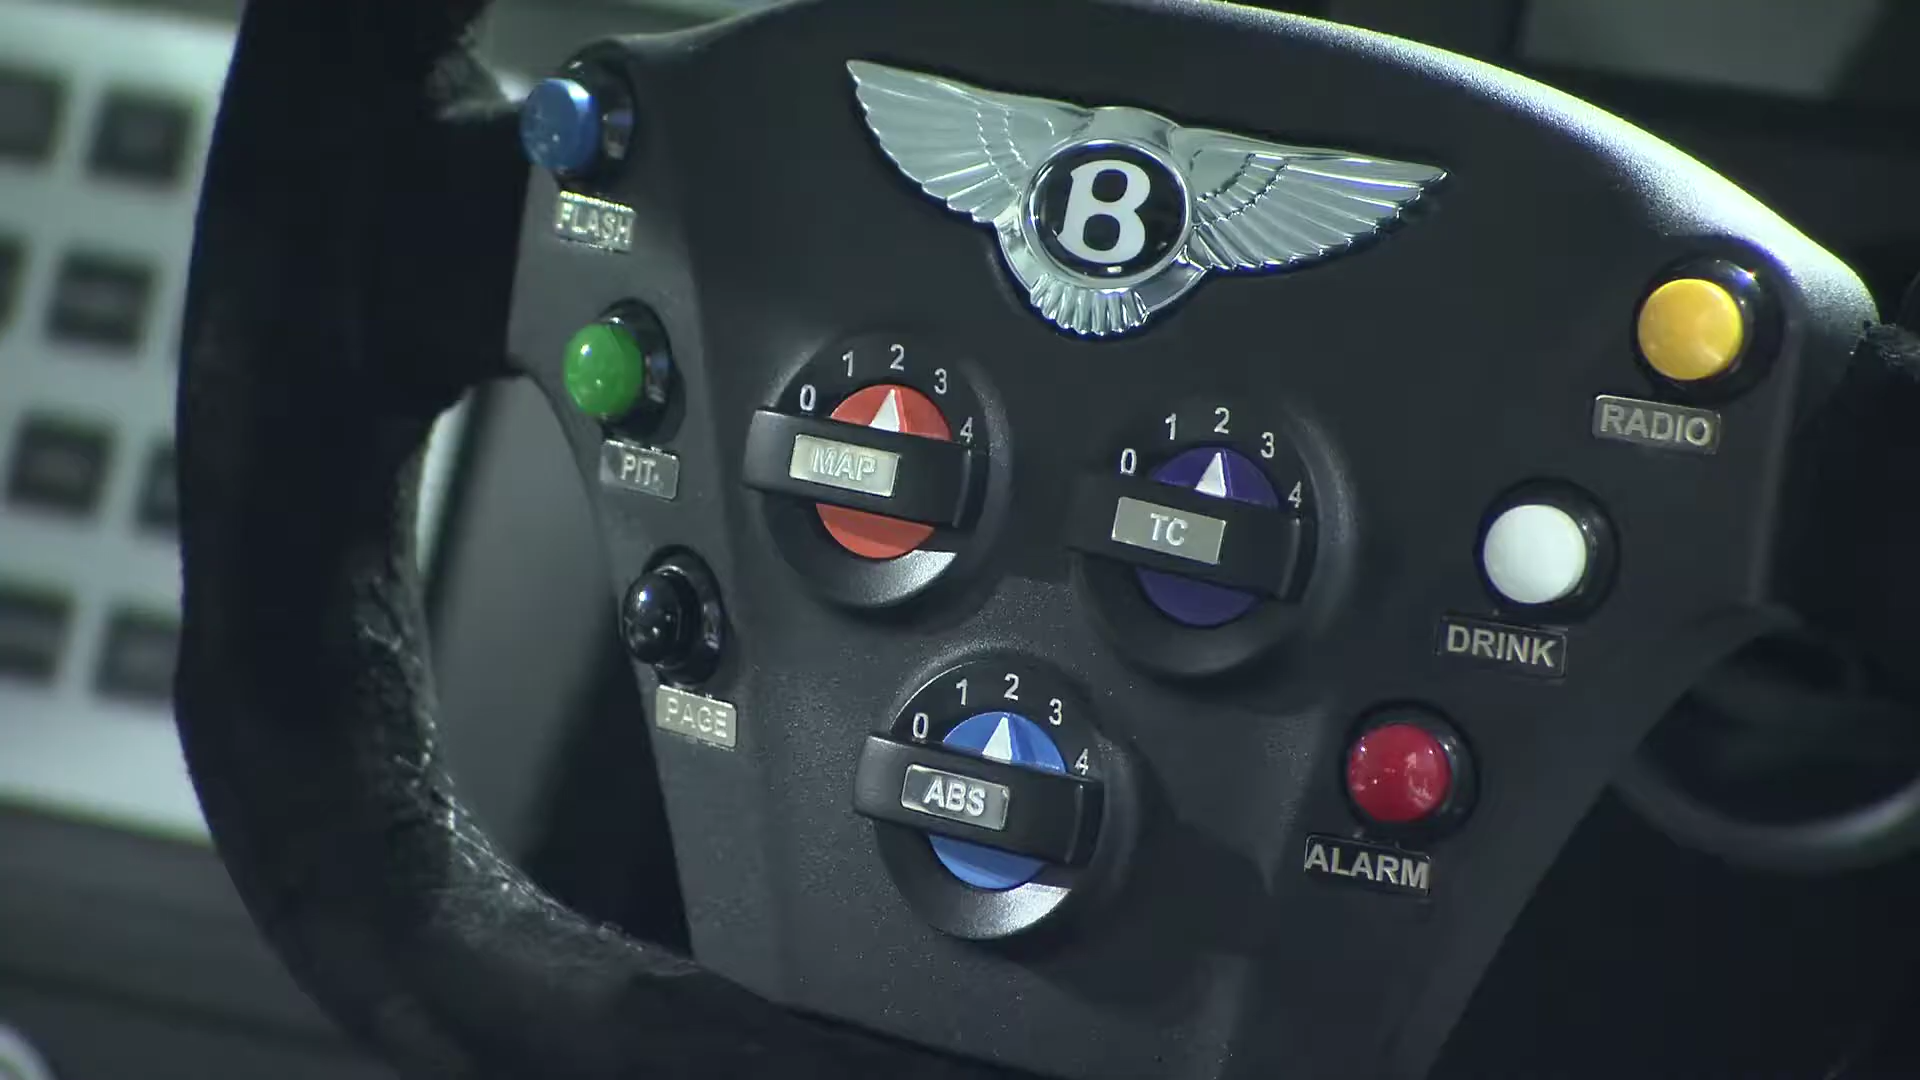 B
FLASH
PIT
PAGE
0 1 2 3 4
MAP
0 1 2 3 4
TC
0 1 2 3 4
ABS
RADIO
DRINK
ALARM